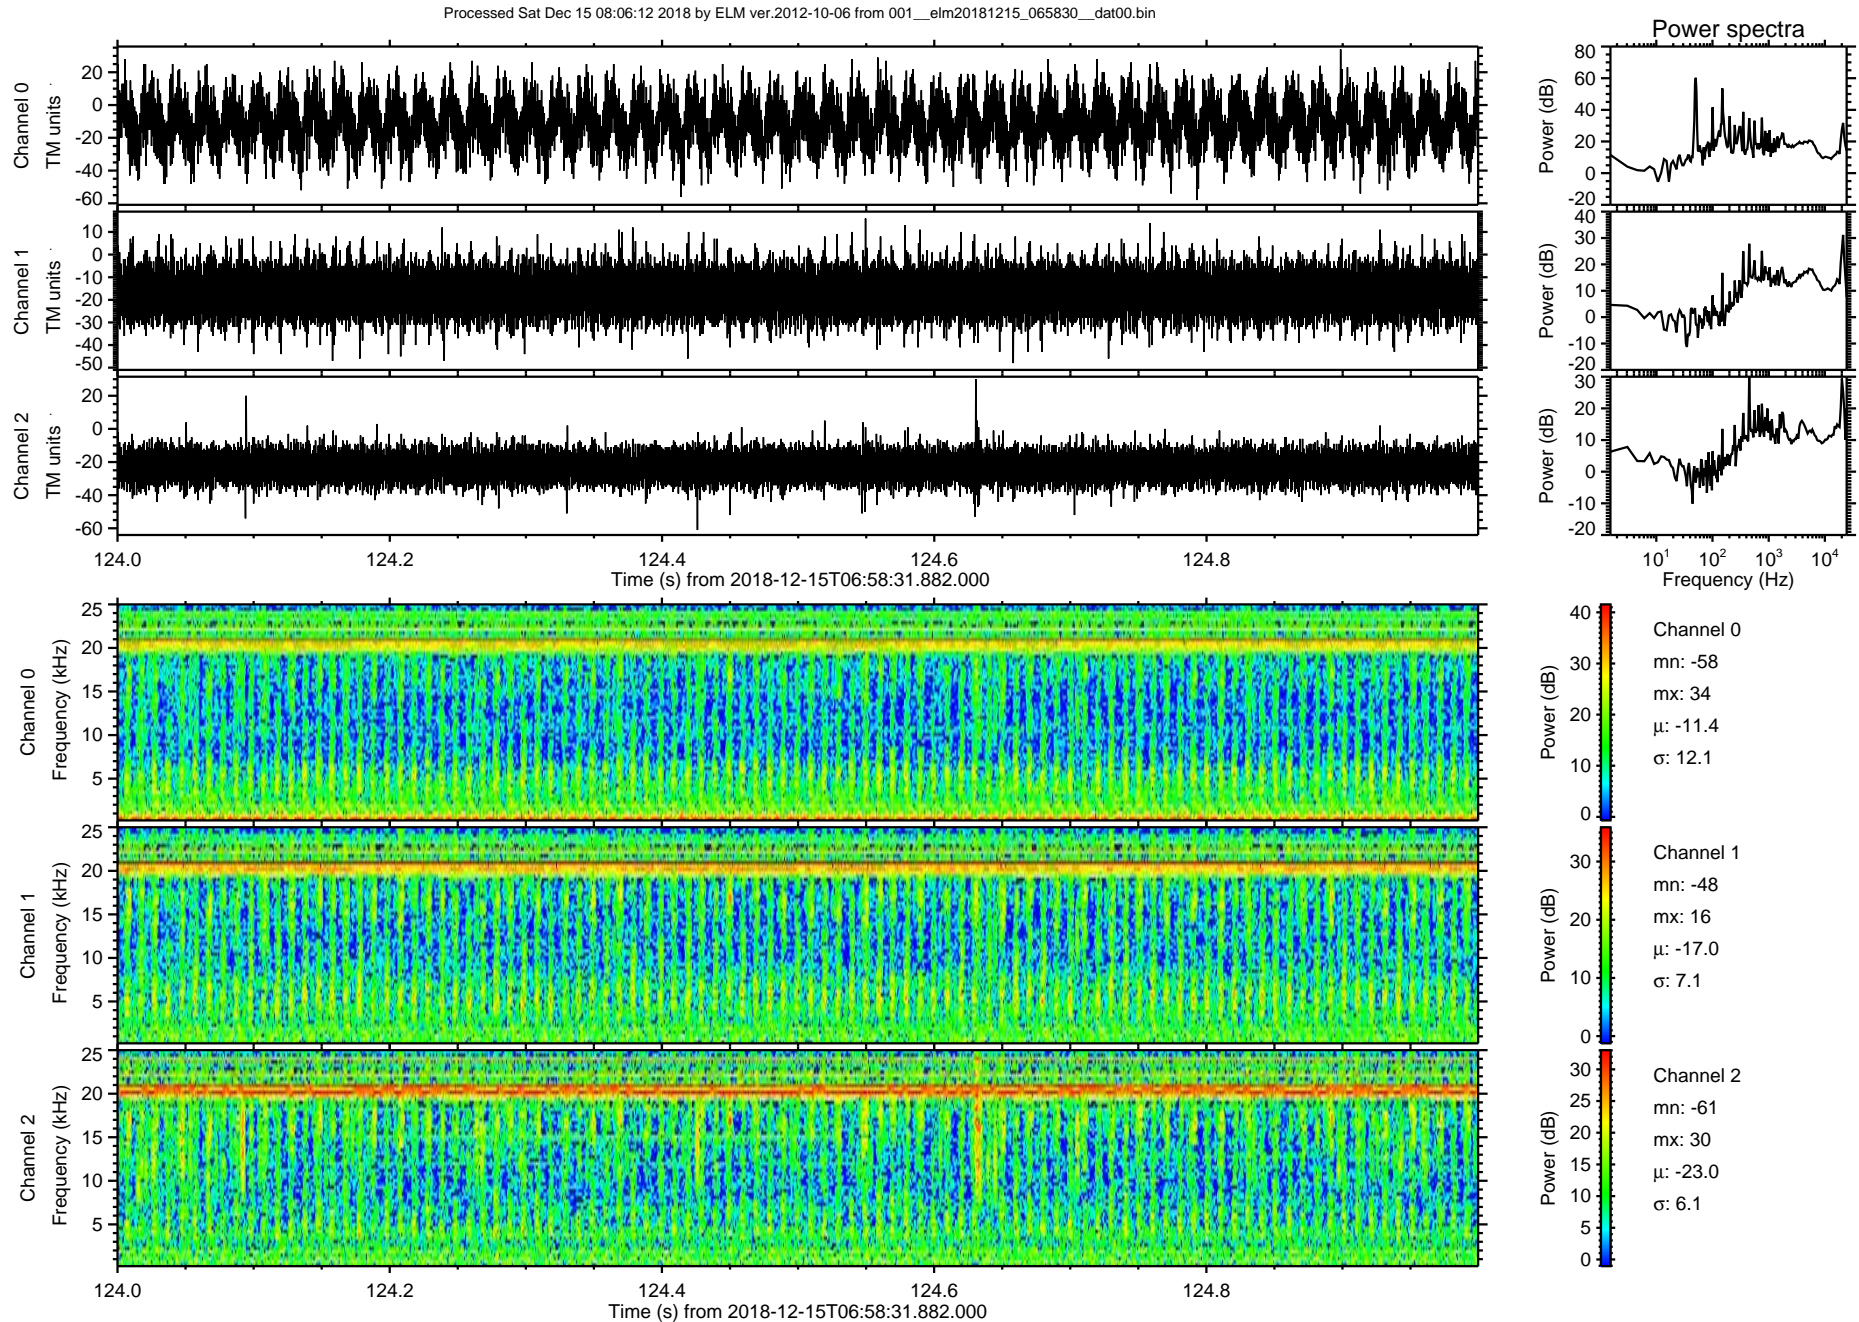 Processed Sat Dec 15 08:06:12 2018 by ELM ver.2012-10-06 from 001__elm20181215_065830__dat00.bin
Power spectra
Channel 0
TM units
20
0
-20
-40
-60
Power (dB)
80
60
40
20
0
-20
Channel 1
TM units
10
0
-10
-20
-30
-40
-50
Power (dB)
40
30
20
10
0
-10
-20
Channel 2
TM units
20
0
-20
-40
-60
Power (dB)
30
20
10
0
-10
-20
124.0 124.2 124.4 124.6 124.8
Time (s) from 2018-12-15T06:58:31.882.000
10^1 10^2 10^3 10^4
Frequency (Hz)
Channel 0
Frequency (kHz)
25
20
15
10
5
Power (dB)
40
30
20
10
0
Channel 0
mn: -58
mx: 34
μ: -11.4
σ: 12.1
Channel 1
Frequency (kHz)
25
20
15
10
5
Power (dB)
30
20
10
0
Channel 1
mn: -48
mx: 16
μ: -17.0
σ: 7.1
Channel 2
Frequency (kHz)
25
20
15
10
5
Power (dB)
30
25
20
15
10
5
0
Channel 2
mn: -61
mx: 30
μ: -23.0
σ: 6.1
124.0 124.2 124.4 124.6 124.8
Time (s) from 2018-12-15T06:58:31.882.000